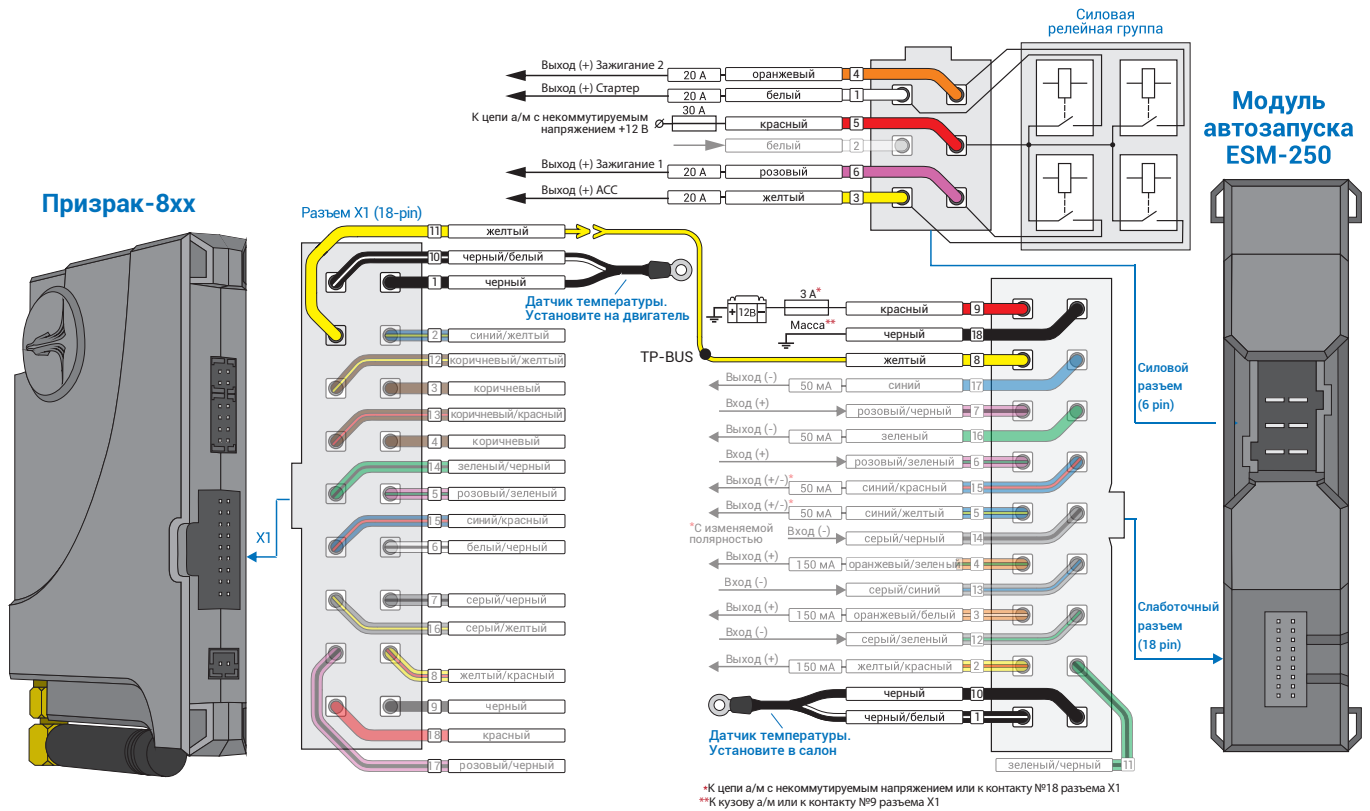 Силовая
релейная группа
Выход (+) Зажигание 2
20 А
оранжевый
4
Выход (+) Стартер
20 А
белый
1
К цепи а/м с некоммутируемым
напряжением +12 В
30 А
красный
5
белый
2
Выход (+) Зажигание 1
20 А
розовый
6
Выход (+) АСС
20 А
желтый
3
Модуль
автозапуска
ESM-250
Призрак-8xx
Разъем X1 (18-pin)
11
желтый
10
черный/белый
1
черный
Датчик температуры.
Установите на двигатель
2
синий/желтый
12
коричневый/желтый
3
коричневый
13
коричневый/красный
4
коричневый
14
зеленый/черный
5
розовый/зеленый
15
синий/красный
6
белый/черный
7
серый/черный
16
серый/желтый
8
желтый/красный
9
черный
18
красный
17
розовый/черный
X1
TP-BUS
+ 12В −
3 А*
красный
9
Масса**
черный
18
желтый
8
Выход (-)
50 мА
синий
17
Вход (+)
розовый/черный
7
Выход (-)
50 мА
зеленый
16
Вход (+)
розовый/зеленый
6
Выход (+/-)*
50 мА
синий/красный
15
Выход (+/-)*
50 мА
синий/желтый
5
*С изменяемой
полярностью
Вход (-)
серый/черный
14
Выход (+)
150 мА
оранжевый/зеленый
4
Вход (-)
серый/синий
13
Выход (+)
150 мА
оранжевый/белый
3
Вход (-)
серый/зеленый
12
Выход (+)
150 мА
желтый/красный
2
черный
10
черный/белый
1
Датчик температуры.
Установите в салон
зеленый/черный
11
Силовой
разъем
(6 pin)
Слаботочный
разъем
(18 pin)
*К цепи а/м с некоммутируемым напряжением или к контакту №18 разъема X1
**К кузову а/м или к контакту №9 разъема X1